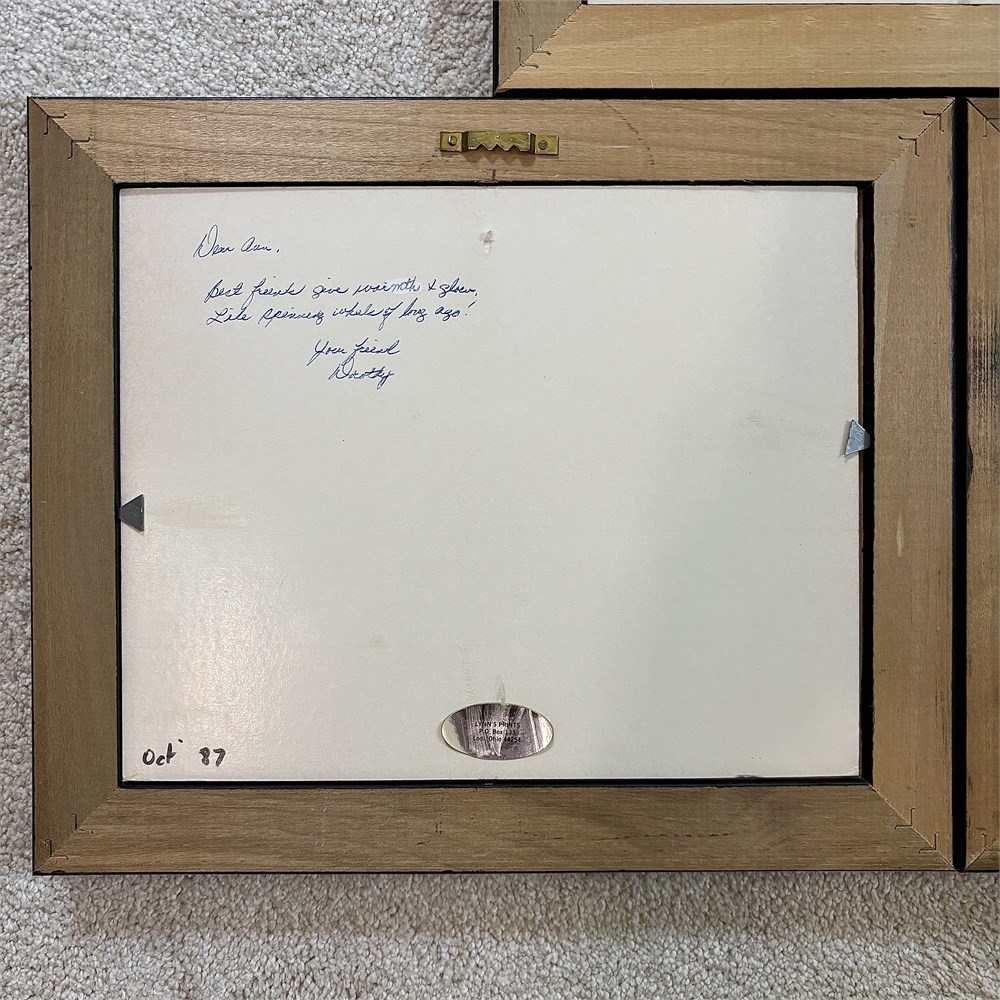 Dear Ann,
Best friends give warmth & glow,
Like spinning wheels of long ago!
Your friend
Dorothy
LYNN'S PRINTS
P.O. Box 133
Lodi, Ohio 44254
Oct' 87